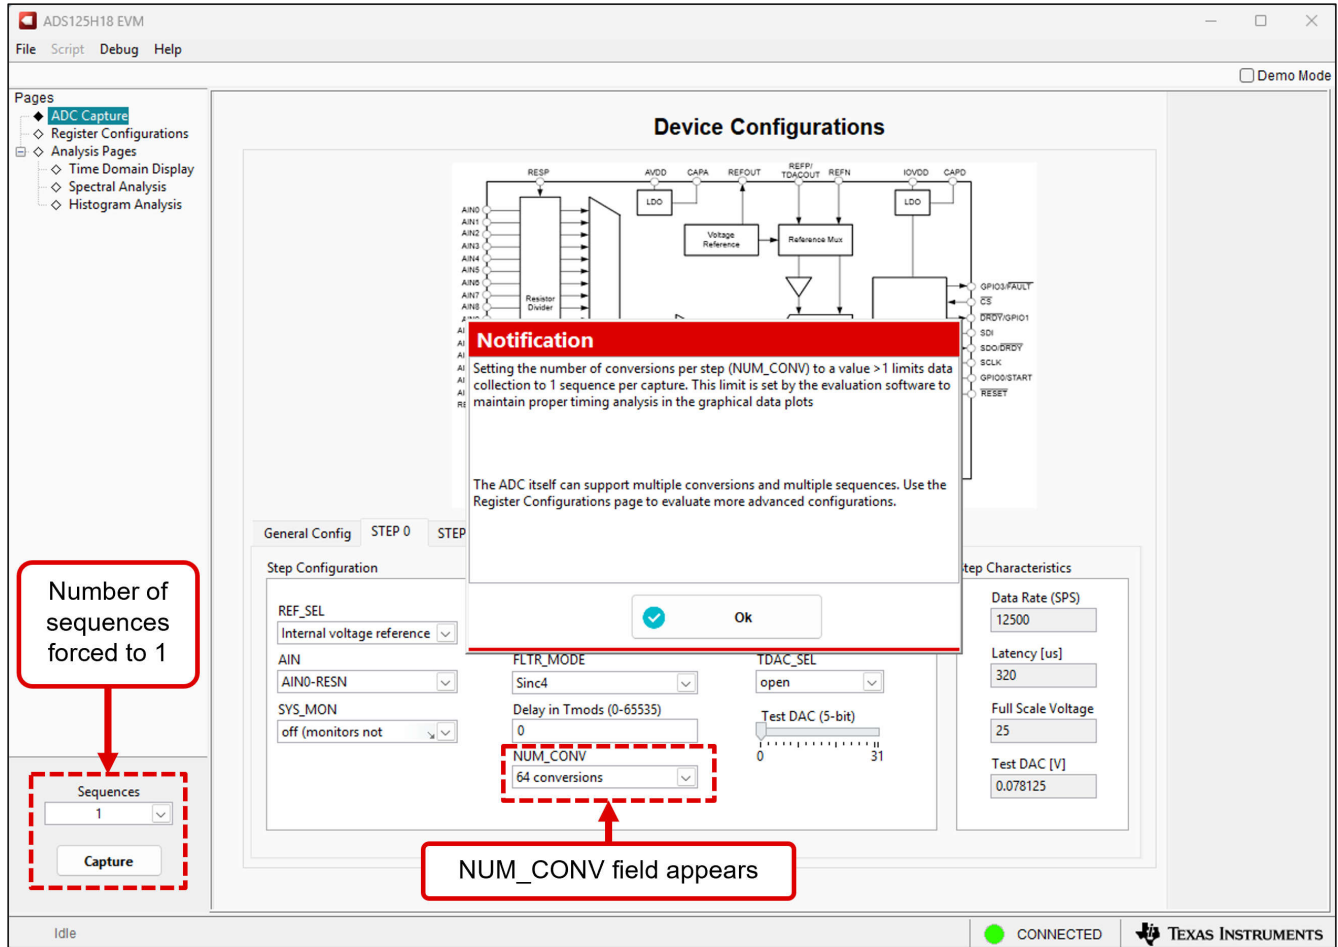 ADS125H18 EVM
File Script Debug Help
Demo Mode
Pages
ADC Capture
Register Configurations
Analysis Pages
Time Domain Display
Spectral Analysis
Histogram Analysis
Device Configurations
RESP AVDD CAPA REFOUT REFP/TDACOUT REFN IOVDD CAPD
LDO LDO
AIN0
AIN1
AIN2
AIN3
AIN4
AIN5
AIN6
AIN7
AIN8
Voltage
Reference
Reference Mux
Resistor
Divider
GPIO3/FAULT
CS
DRDY/GPIO1
SDI
SDO/DRDY
SCLK
GPIO0/START
RESET
Notification
Setting the number of conversions per step (NUM_CONV) to a value >1 limits data
collection to 1 sequence per capture. This limit is set by the evaluation software to
maintain proper timing analysis in the graphical data plots
The ADC itself can support multiple conversions and multiple sequences. Use the
Register Configurations page to evaluate more advanced configurations.
Ok
General Config STEP 0 STEP
Step Configuration
REF_SEL
Internal voltage reference
AIN
AIN0-RESN
SYS_MON
off (monitors not
FLTR_MODE
Sinc4
Delay in Tmods (0-65535)
0
NUM_CONV
64 conversions
TDAC_SEL
open
Test DAC (5-bit)
0 31
tep Characteristics
Data Rate (SPS)
12500
Latency [us]
320
Full Scale Voltage
25
Test DAC [V]
0.078125
Number of
sequences
forced to 1
Sequences
1
Capture
NUM_CONV field appears
Idle
CONNECTED
TEXAS INSTRUMENTS